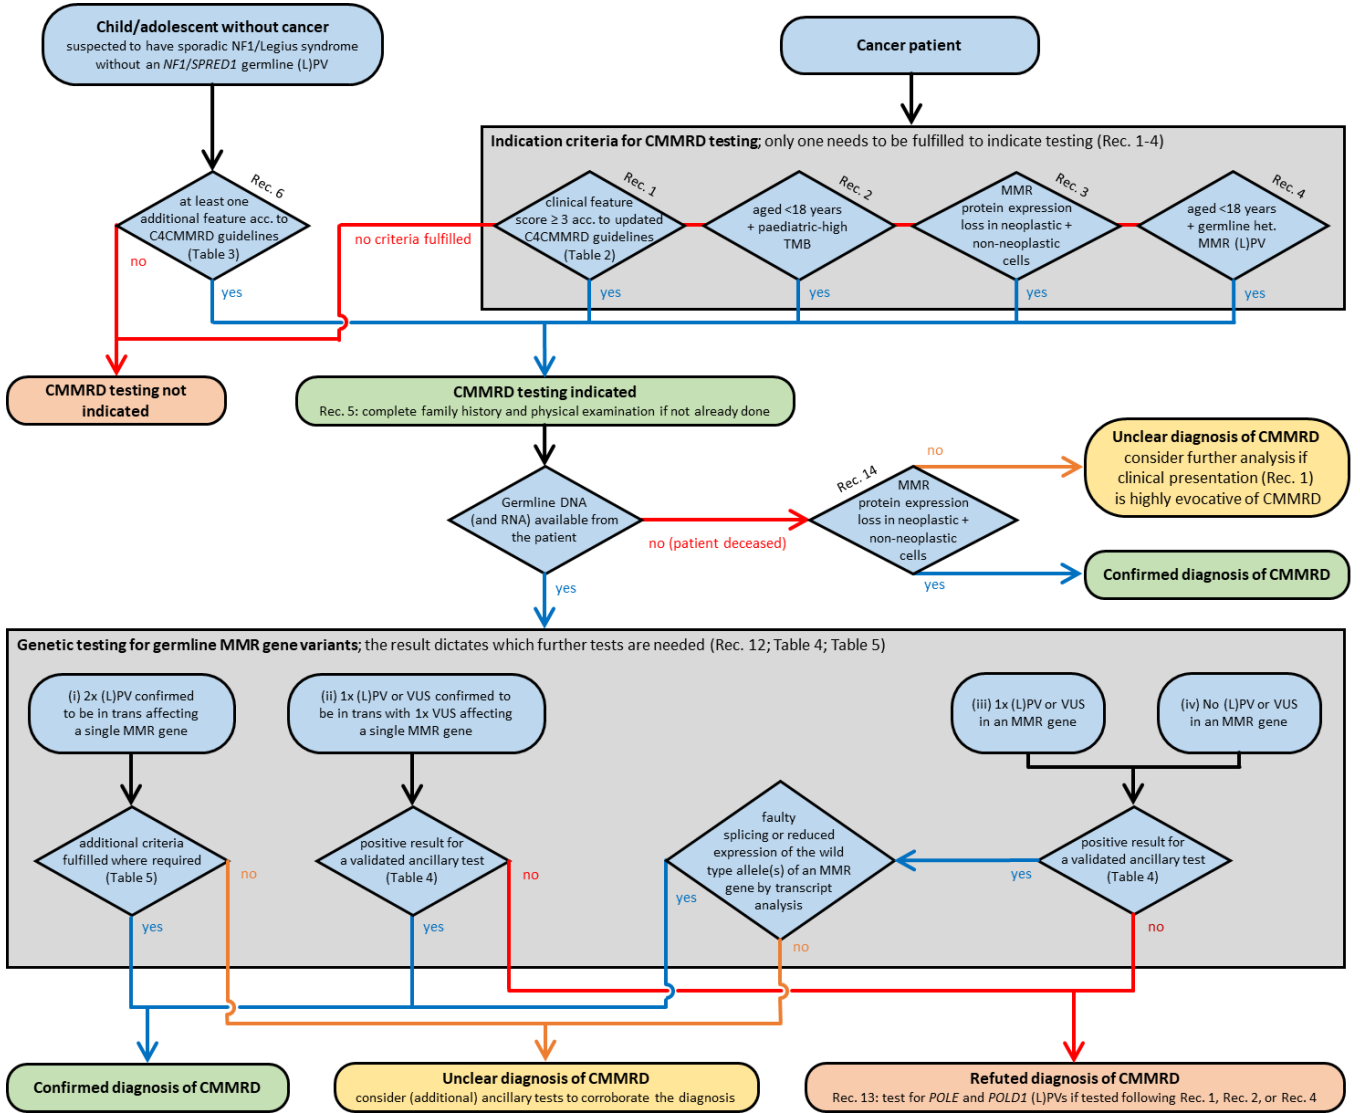 Child/adolescent without cancer
suspected to have sporadic NF1/Legius syndrome
without an NF1/SPRED1 germline (L)PV
Cancer patient
Indication criteria for CMMRD testing; only one needs to be fulfilled to indicate testing (Rec. 1-4)
Rec. 6
at least one
additional feature acc. to
C4CMMRD guidelines
(Table 3)
no
yes
no criteria fulfilled
Rec. 1
clinical feature
score ≥ 3 acc. to updated
C4CMMRD guidelines
(Table 2)
yes
Rec. 2
aged <18 years
+ paediatric-high
TMB
yes
Rec. 3
MMR
protein expression
loss in neoplastic +
non-neoplastic
cells
yes
Rec. 4
aged <18 years
+ germline het.
MMR (L)PV
yes
CMMRD testing not
indicated
CMMRD testing indicated
Rec. 5: complete family history and physical examination if not already done
Germline DNA
(and RNA) available from
the patient
no (patient deceased)
yes
Rec. 14
MMR
protein expression
loss in neoplastic +
non-neoplastic
cells
no
yes
Unclear diagnosis of CMMRD
consider further analysis if
clinical presentation (Rec. 1)
is highly evocative of CMMRD
Confirmed diagnosis of CMMRD
Genetic testing for germline MMR gene variants; the result dictates which further tests are needed (Rec. 12; Table 4; Table 5)
(i) 2x (L)PV confirmed
to be in trans affecting
a single MMR gene
(ii) 1x (L)PV or VUS confirmed to
be in trans with 1x VUS affecting
a single MMR gene
(iii) 1x (L)PV or VUS
in an MMR gene
(iv) No (L)PV or VUS
in an MMR gene
additional criteria
fulfilled where required
(Table 5)
no
yes
positive result for
a validated ancillary test
(Table 4)
no
yes
faulty
splicing or reduced
expression of the wild
type allele(s) of an MMR
gene by transcript
analysis
yes
no
positive result for
a validated ancillary test
(Table 4)
yes
no
Confirmed diagnosis of CMMRD
Unclear diagnosis of CMMRD
consider (additional) ancillary tests to corroborate the diagnosis
Refuted diagnosis of CMMRD
Rec. 13: test for POLE and POLD1 (L)PVs if tested following Rec. 1, Rec. 2, or Rec. 4